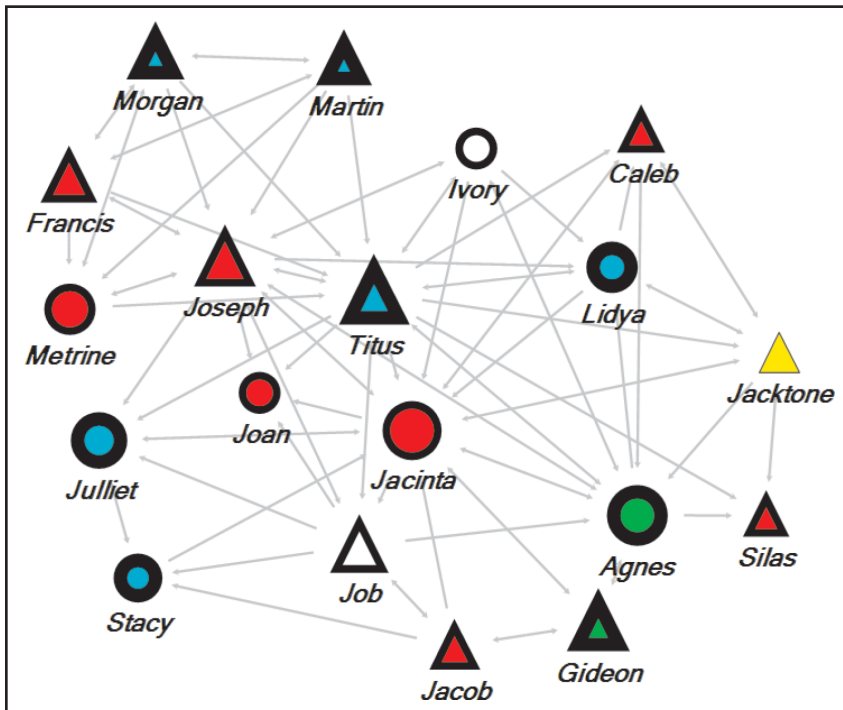 Morgan
Martin
Ivory
Caleb
Francis
Joseph
Titus
Lidya
Metrine
Jacktone
Joan
Jacinta
Julliet
Agnes
Silas
Job
Stacy
Gideon
Jacob